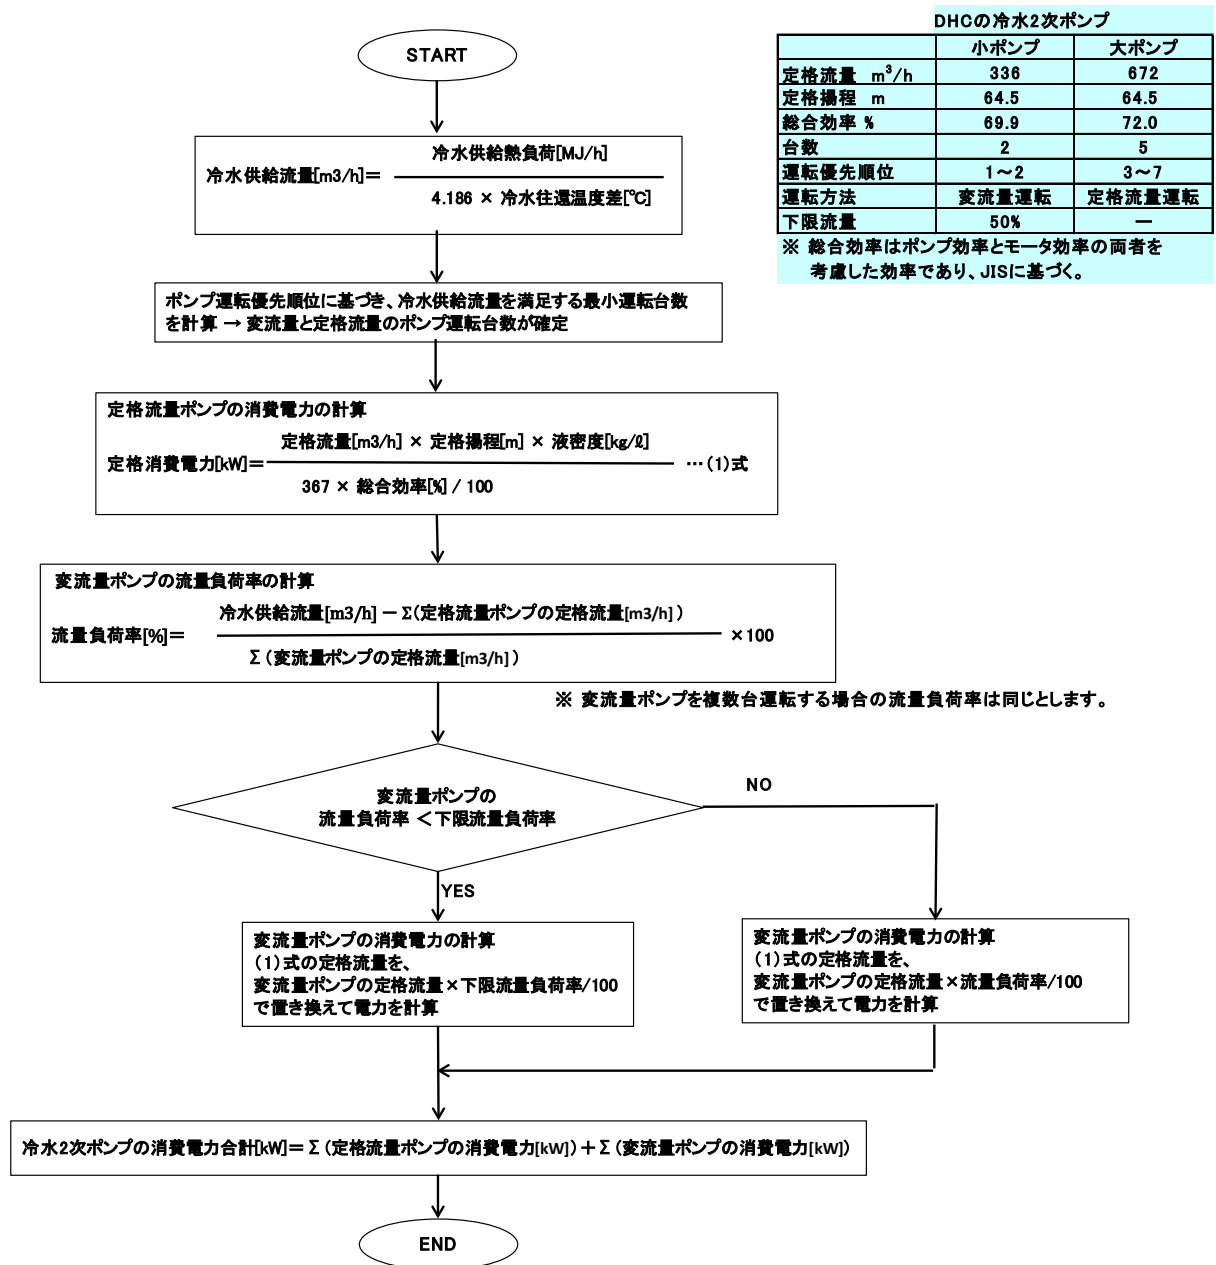 DHCの冷水2次ポンプ
小ポンプ 大ポンプ
定格流量 m³/h 336 672
定格揚程 m 64.5 64.5
総合効率 % 69.9 72.0
台数 2 5
運転優先順位 1～2 3～7
運転方法 変流量運転 定格流量運転
下限流量 50% —
※ 総合効率はポンプ効率とモータ効率の両者を
考慮した効率であり、JISに基づく。
START
冷水供給熱負荷[MJ/h]
冷水供給流量[m3/h]＝
4.186 × 冷水往還温度差[℃]
ポンプ運転優先順位に基づき、冷水供給流量を満足する最小運転台数
を計算 → 変流量と定格流量のポンプ運転台数が確定
定格流量ポンプの消費電力の計算
定格流量[m3/h] × 定格揚程[m] × 液密度[kg/ℓ]
定格消費電力[kW]＝ …(1)式
367 × 総合効率[%] / 100
変流量ポンプの流量負荷率の計算
冷水供給流量[m3/h] － Σ(定格流量ポンプの定格流量[m3/h])
流量負荷率[%]＝ ×100
Σ(変流量ポンプの定格流量[m3/h])
※ 変流量ポンプを複数台運転する場合の流量負荷率は同じとします。
変流量ポンプの
流量負荷率 ＜下限流量負荷率
NO
YES
変流量ポンプの消費電力の計算
(1)式の定格流量を、
変流量ポンプの定格流量×下限流量負荷率/100
で置き換えて電力を計算
変流量ポンプの消費電力の計算
(1)式の定格流量を、
変流量ポンプの定格流量×流量負荷率/100
で置き換えて電力を計算
冷水2次ポンプの消費電力合計[kW]＝Σ(定格流量ポンプの消費電力[kW])＋Σ(変流量ポンプの消費電力[kW])
END